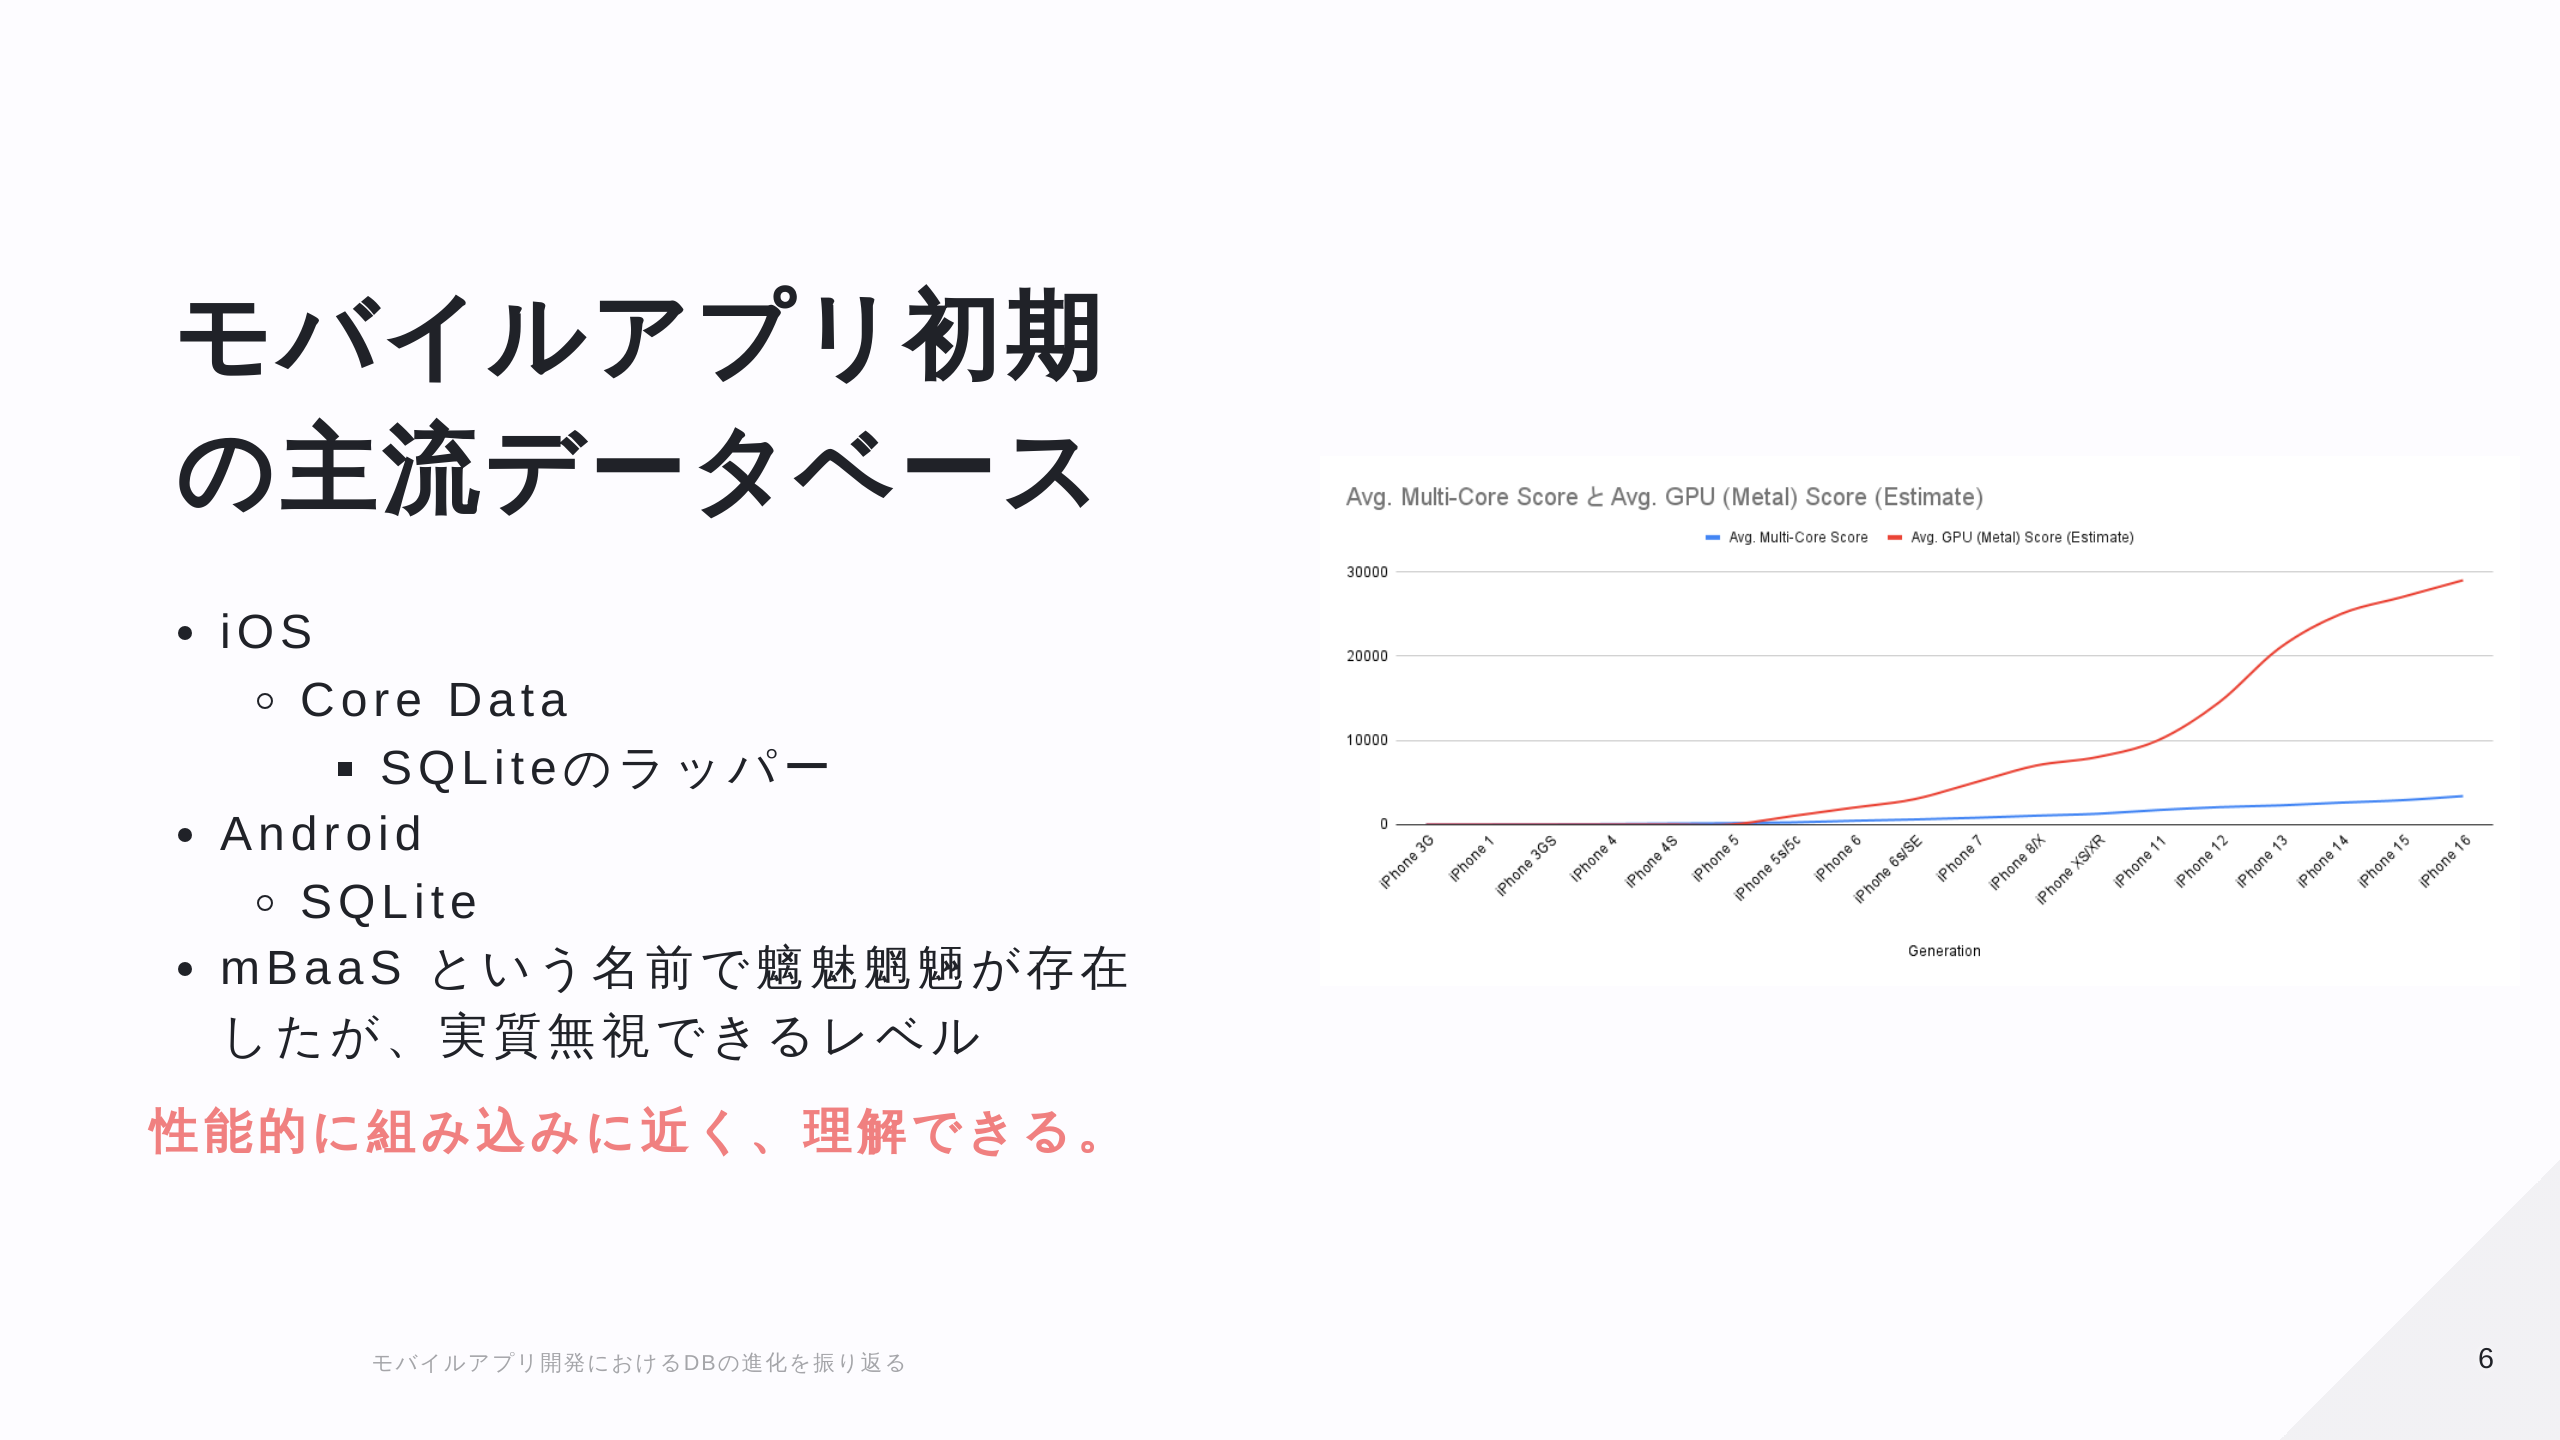 モバイルアプリ初期
の主流データベース
iOS
Core Data
SQLiteのラッパー
Android
SQLite
mBaaS という名前で魑魅魍魎が存在
したが、実質無視できるレベル
性能的に組み込みに近く、理解できる。
Avg. Multi-Core Score と Avg. GPU (Metal) Score (Estimate)
Avg. Multi-Core Score
Avg. GPU (Metal) Score (Estimate)
30000
20000
10000
0
iPhone 3G
iPhone 1
iPhone 3GS
iPhone 4
iPhone 4S
iPhone 5
iPhone 5s/5c
iPhone 6
iPhone 6s/SE
iPhone 7
iPhone 8/X
iPhone XS/XR
iPhone 11
iPhone 12
iPhone 13
iPhone 14
iPhone 15
iPhone 16
Generation
モバイルアプリ開発におけるDBの進化を振り返る
6